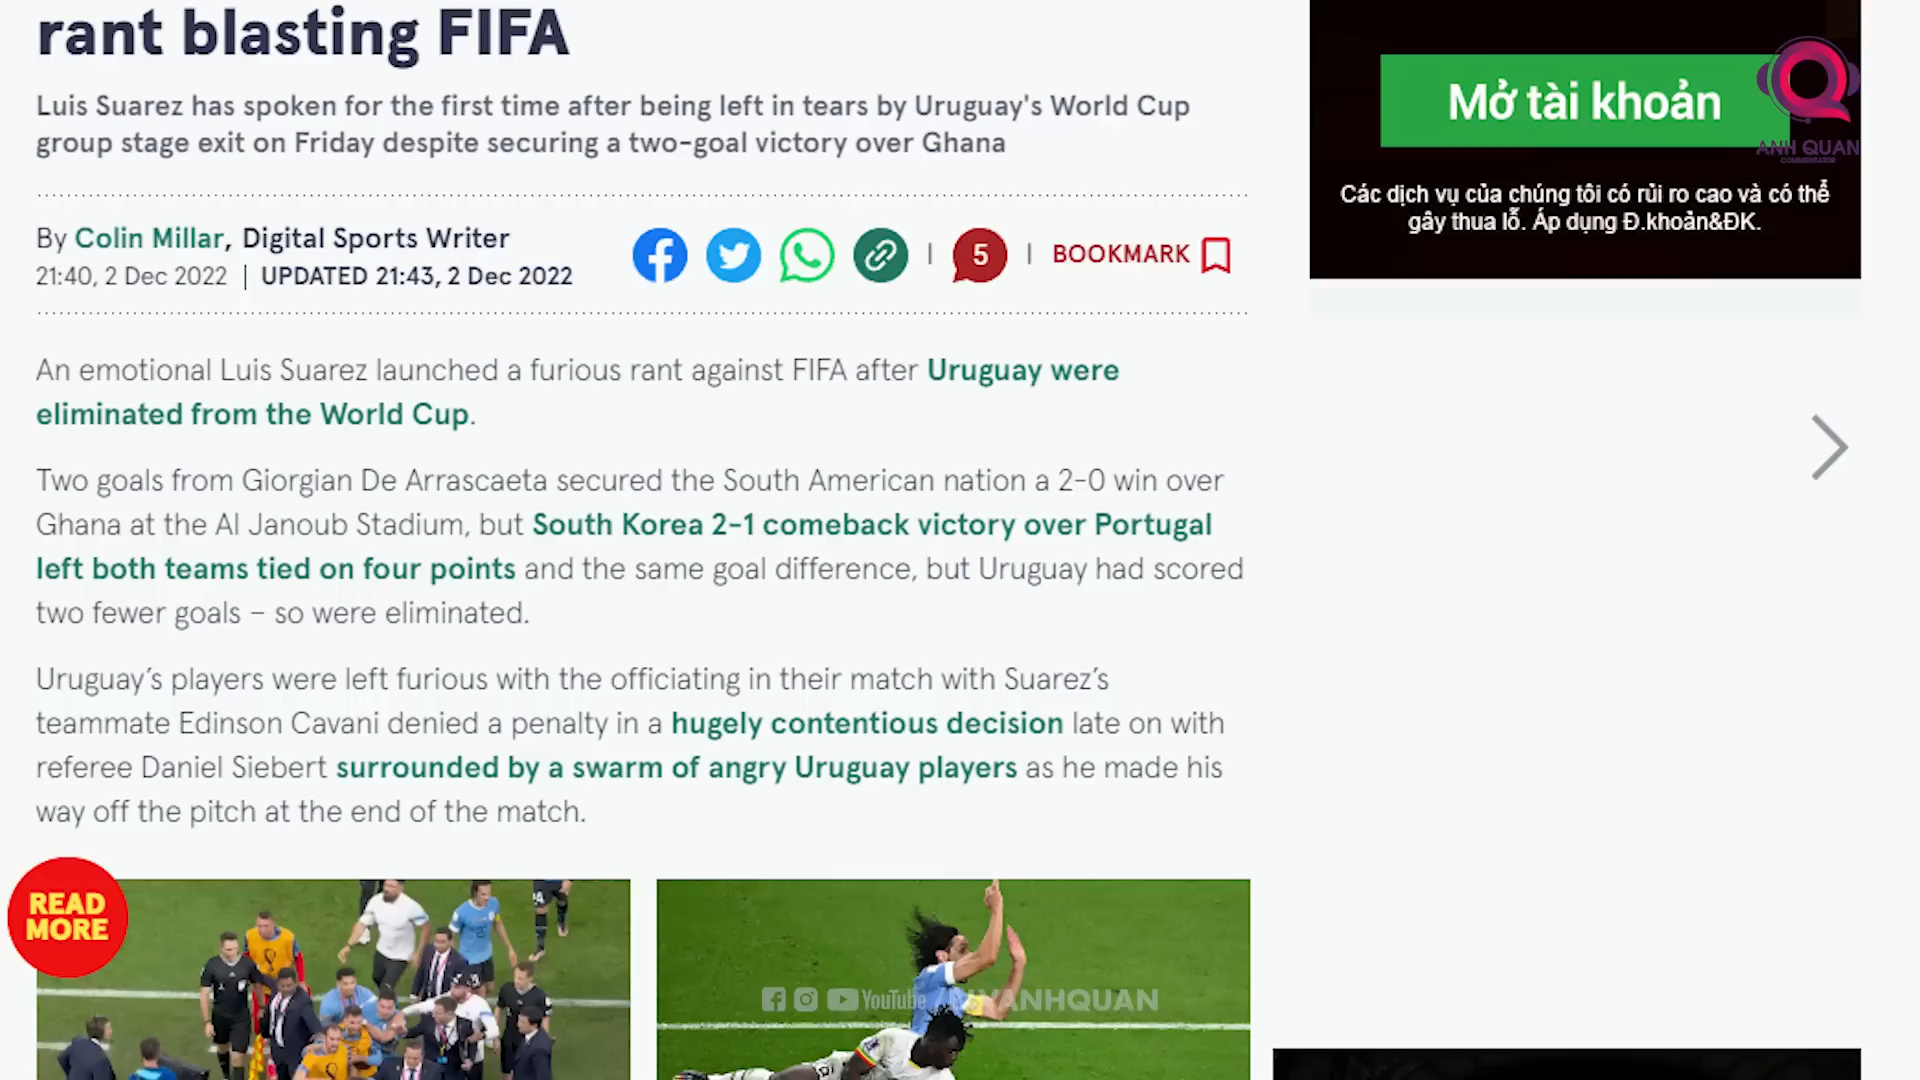 rant blasting FIFA
Luis Suarez has spoken for the first time after being left in tears by Uruguay's World Cup
group stage exit on Friday despite securing a two-goal victory over Ghana
By Colin Millar, Digital Sports Writer
21:40, 2 Dec 2022 | UPDATED 21:43, 2 Dec 2022
5
BOOKMARK
An emotional Luis Suarez launched a furious rant against FIFA after Uruguay were
eliminated from the World Cup.
Two goals from Giorgian De Arrascaeta secured the South American nation a 2-0 win over
Ghana at the Al Janoub Stadium, but South Korea 2-1 comeback victory over Portugal
left both teams tied on four points and the same goal difference, but Uruguay had scored
two fewer goals – so were eliminated.
Uruguay’s players were left furious with the officiating in their match with Suarez’s
teammate Edinson Cavani denied a penalty in a hugely contentious decision late on with
referee Daniel Siebert surrounded by a swarm of angry Uruguay players as he made his
way off the pitch at the end of the match.
READ
MORE
YouTube
Mở tài khoản
ANH QUAN
COMMENTATOR
Các dịch vụ của chúng tôi có rủi ro cao và có thể
gây thua lỗ. Áp dụng Đ.khoản&ĐK.